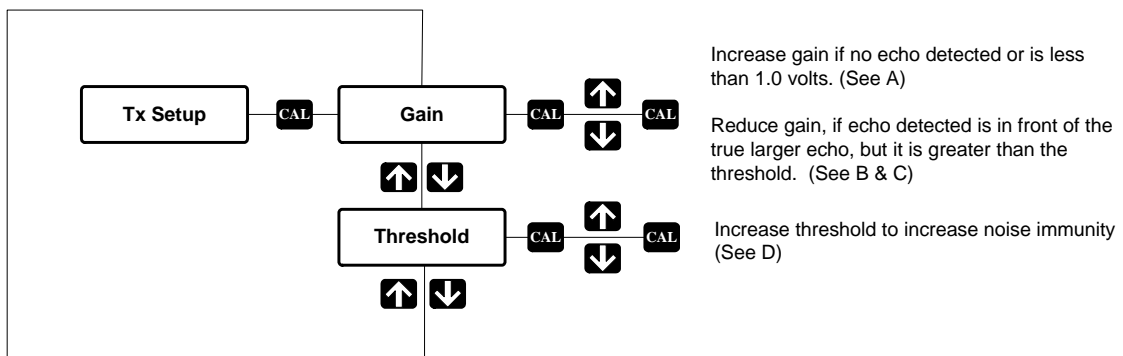 Increase gain if no echo detected or is less
than 1.0 volts. (See A)
Tx Setup
CAL
Gain
CAL
CAL
Reduce gain, if echo detected is in front of the
true larger echo, but it is greater than the
threshold.  (See B & C)
Threshold
CAL
CAL
Increase threshold to increase noise immunity
(See D)